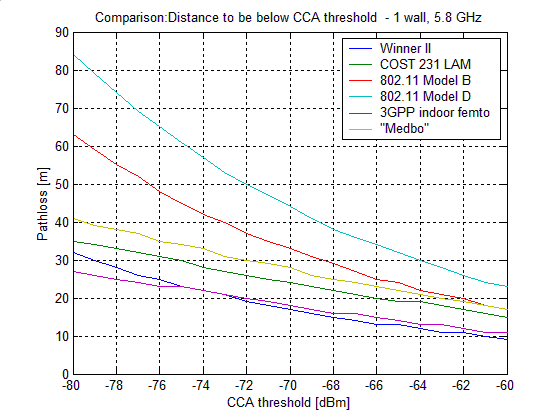 Comparison:Distance to be below CCA threshold - 1 wall, 5.8 GHz
90
80
70
60
50
40
30
20
10
0
Pathloss [m]
Winner II
COST 231 LAM
802.11 Model B
802.11 Model D
3GPP indoor femto
"Medbo"
-80 -78 -76 -74 -72 -70 -68 -66 -64 -62 -60
CCA threshold [dBm]